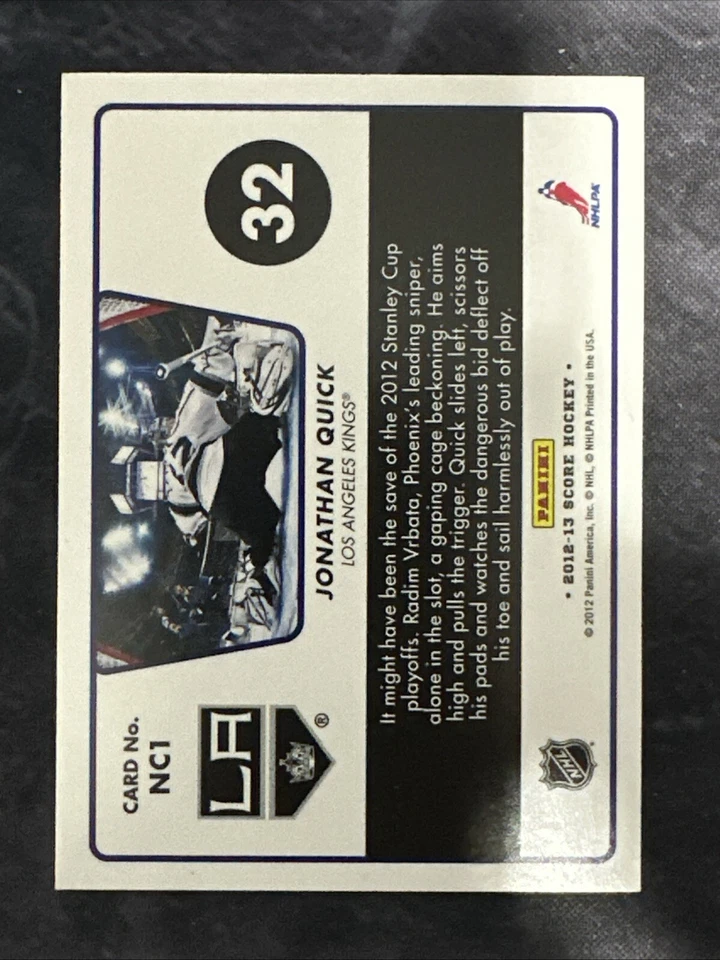 CARD No.
NC1
LA
®
32
JONATHAN QUICK
LOS ANGELES KINGS®
It might have been the save of the 2012 Stanley Cup
playoffs. Radim Vrbata, Phoenix's leading sniper,
alone in the slot, a gaping cage beckoning. He aims
high and pulls the trigger. Quick slides left, scissors
his pads and watches the dangerous bid deflect off
his toe and sail harmlessly out of play.
NHL
PANINI
• 2012-13 SCORE HOCKEY •
© 2012 Panini America, Inc. © NHL, © NHLPA Printed in the USA.
NHLPA